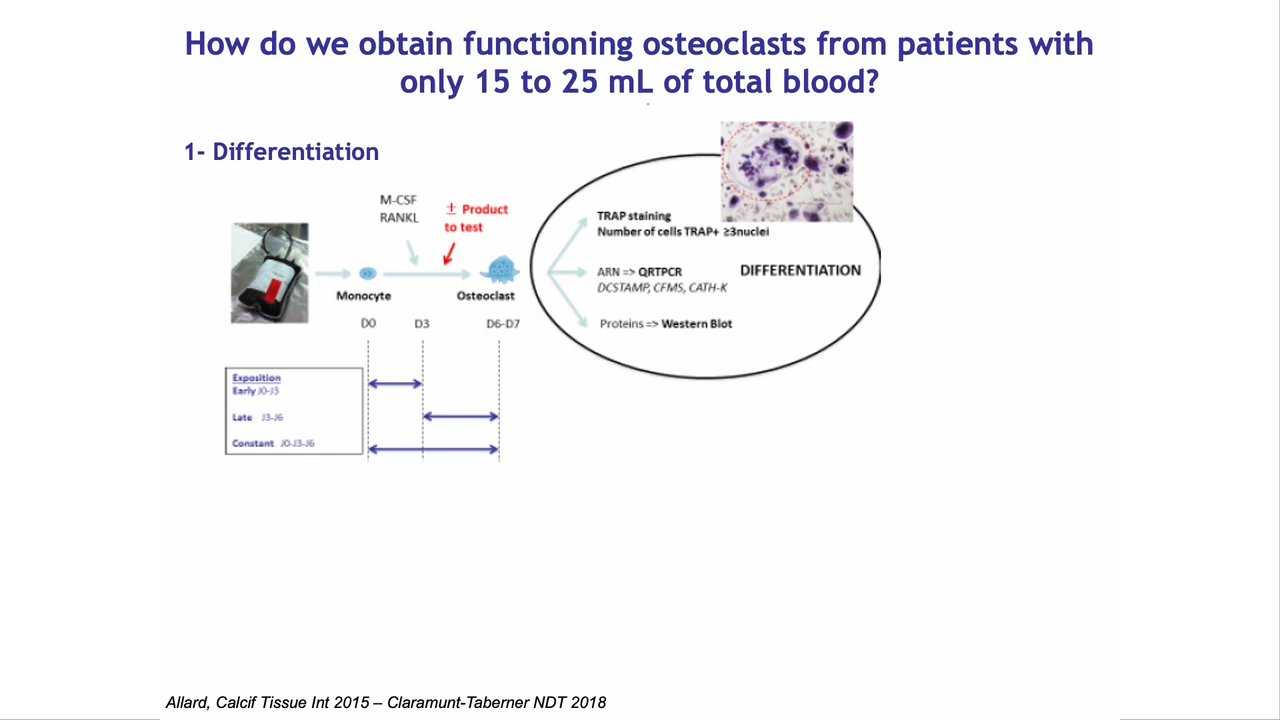 How do we obtain functioning osteoclasts from patients with
only 15 to 25 mL of total blood?
1- Differentiation
M-CSF
RANKL
± Product
to test
Monocyte
Osteoclast
D0
D3
D6-D7
TRAP staining
Number of cells TRAP+ ≥3nuclei
ARN => QRTPCR
DCSTAMP, CFMS, CATH-K
DIFFERENTIATION
Proteins => Western Blot
Exposition
Early J0-J3
Late J3-J6
Constant J0-J3-J6
Allard, Calcif Tissue Int 2015 – Claramunt-Taberner NDT 2018